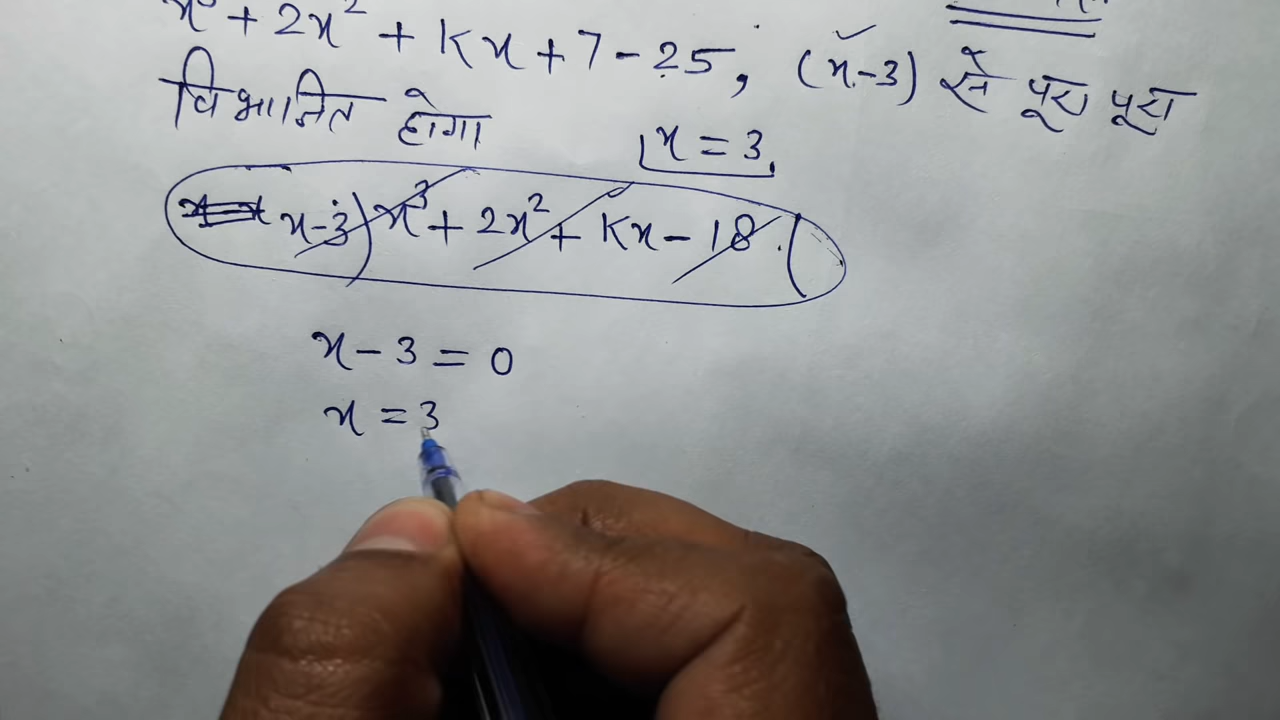 x³ + 2x² + Kx + 7 - 25, (x-3) से पूरा पूरा
विभाजित होगा
x = 3
x-3) x³ + 2x² + Kx - 18 (
x - 3 = 0
x = 3